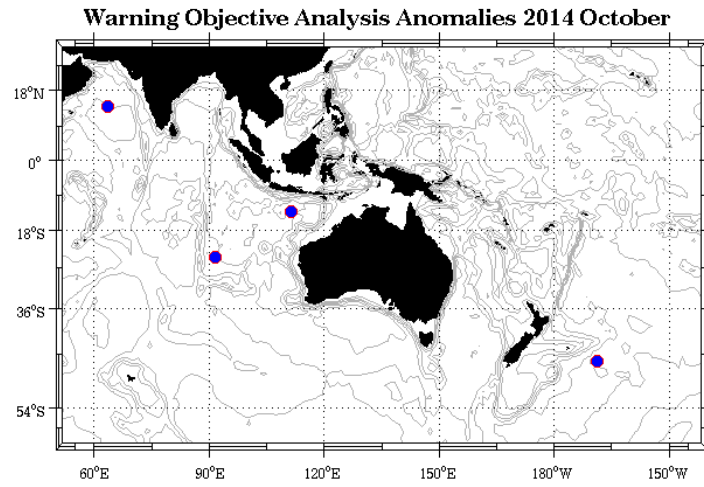 Warning Objective Analysis Anomalies 2014 October
18°N
0°
18°S
36°S
54°S
60°E 90°E 120°E 150°E 180°W 150°W